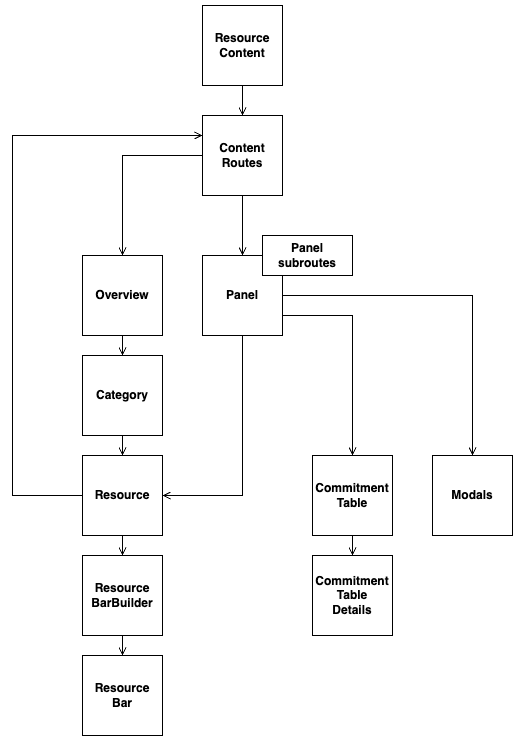 Resource
Content
Content
Routes
Panel
subroutes
Overview
Panel
Category
Resource
Commitment
Table
Modals
Resource
BarBuilder
Commitment
Table
Details
Resource
Bar